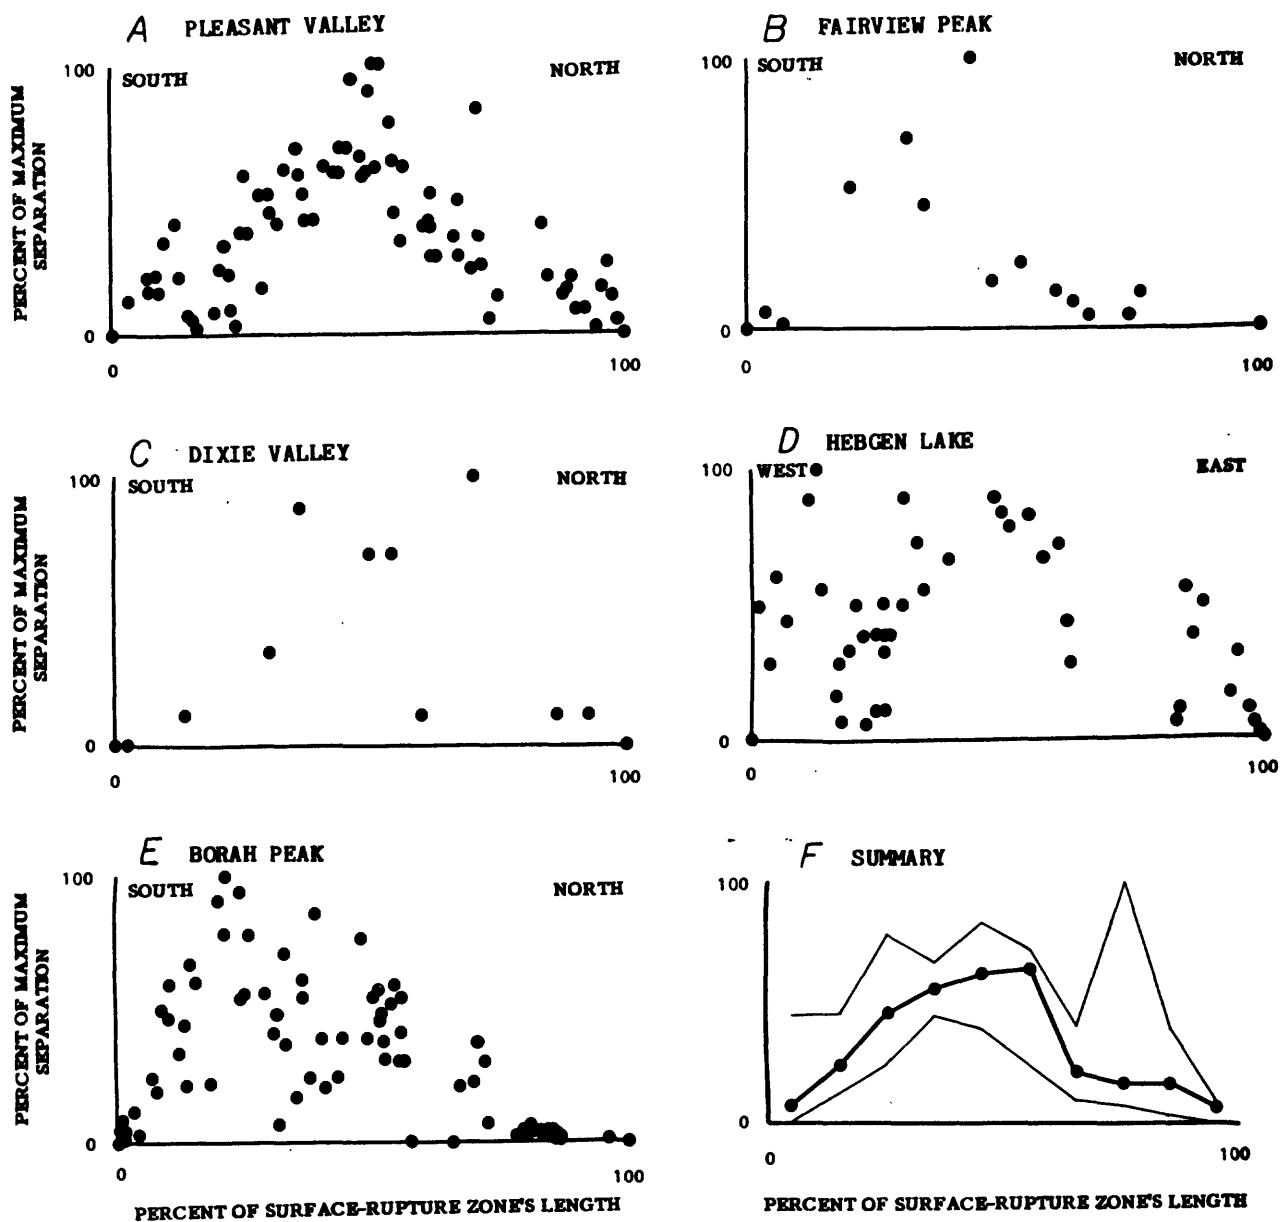 A PLEASANT VALLEY
100
SOUTH
NORTH
PERCENT OF MAXIMUM
SEPARATION
0
0
100
B FAIRVIEW PEAK
100
SOUTH
NORTH
0
0
100
C DIXIE VALLEY
100
SOUTH
NORTH
PERCENT OF MAXIMUM
SEPARATION
0
0
100
D HEBGEN LAKE
100
WEST
EAST
0
0
100
E BORAH PEAK
100
SOUTH
NORTH
PERCENT OF MAXIMUM
SEPARATION
0
0
100
PERCENT OF SURFACE-RUPTURE ZONE'S LENGTH
F SUMMARY
100
0
0
100
PERCENT OF SURFACE-RUPTURE ZONE'S LENGTH